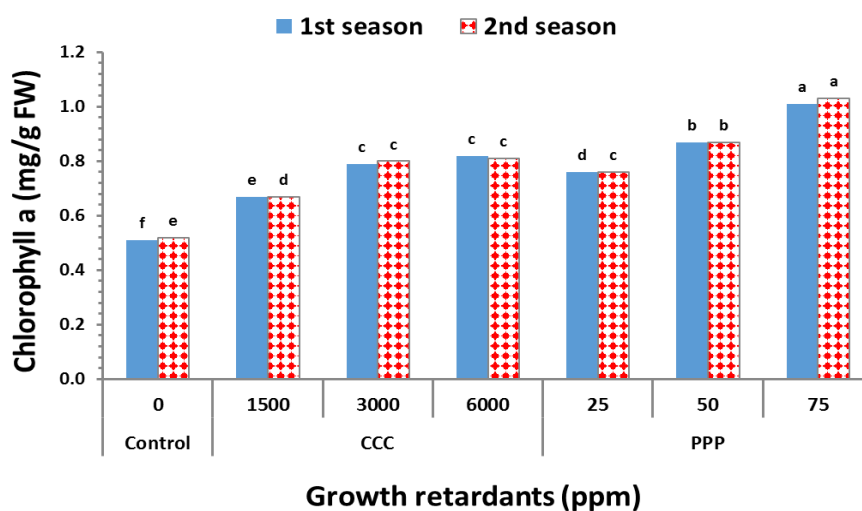 1st season 2nd season
Chlorophyll a (mg/g FW)
1.2
1.0
0.8
0.6
0.4
0.2
0.0
f e e d c c c c d c b b a a
0 1500 3000 6000 25 50 75
Control CCC PPP
Growth retardants (ppm)